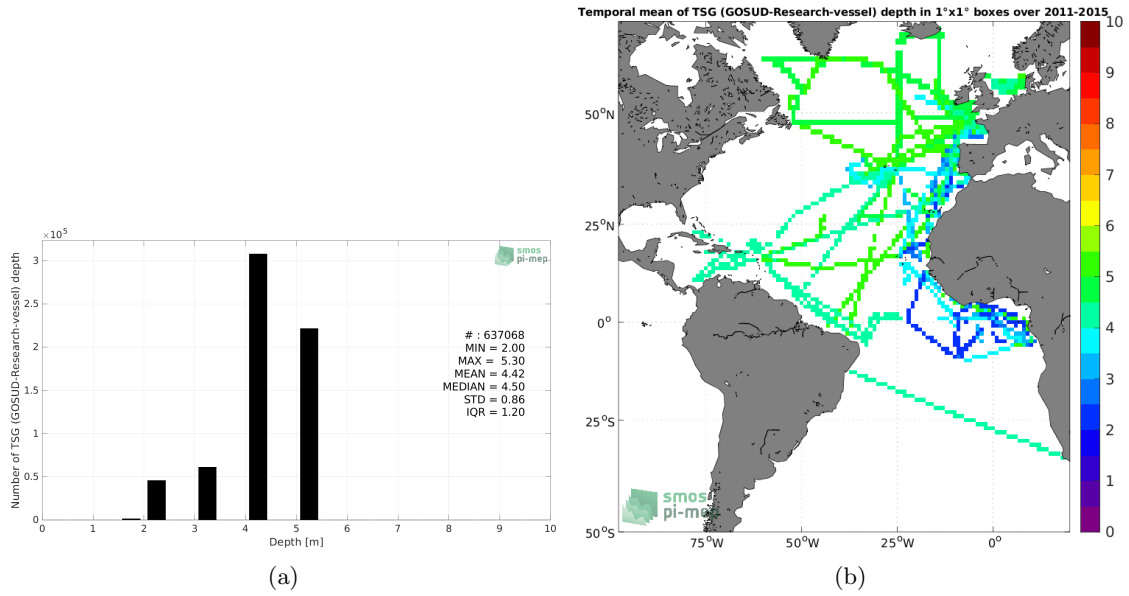 ×10⁵
3
2.5
2
1.5
1
0.5
0
Number of TSG (GOSUD-Research-vessel) depth
0 1 2 3 4 5 6 7 8 9 10
Depth [m]
smos
pi-mep
# : 637068
MIN = 2.00
MAX = 5.30
MEAN = 4.42
MEDIAN = 4.50
STD = 0.86
IQR = 1.20
(a)
Temporal mean of TSG (GOSUD-Research-vessel) depth in 1°x1° boxes over 2011-2015
50°N
25°N
0°
25°S
50°S
75°W 50°W 25°W 0°
smos
pi-mep
10
9
8
7
6
5
4
3
2
1
0
(b)